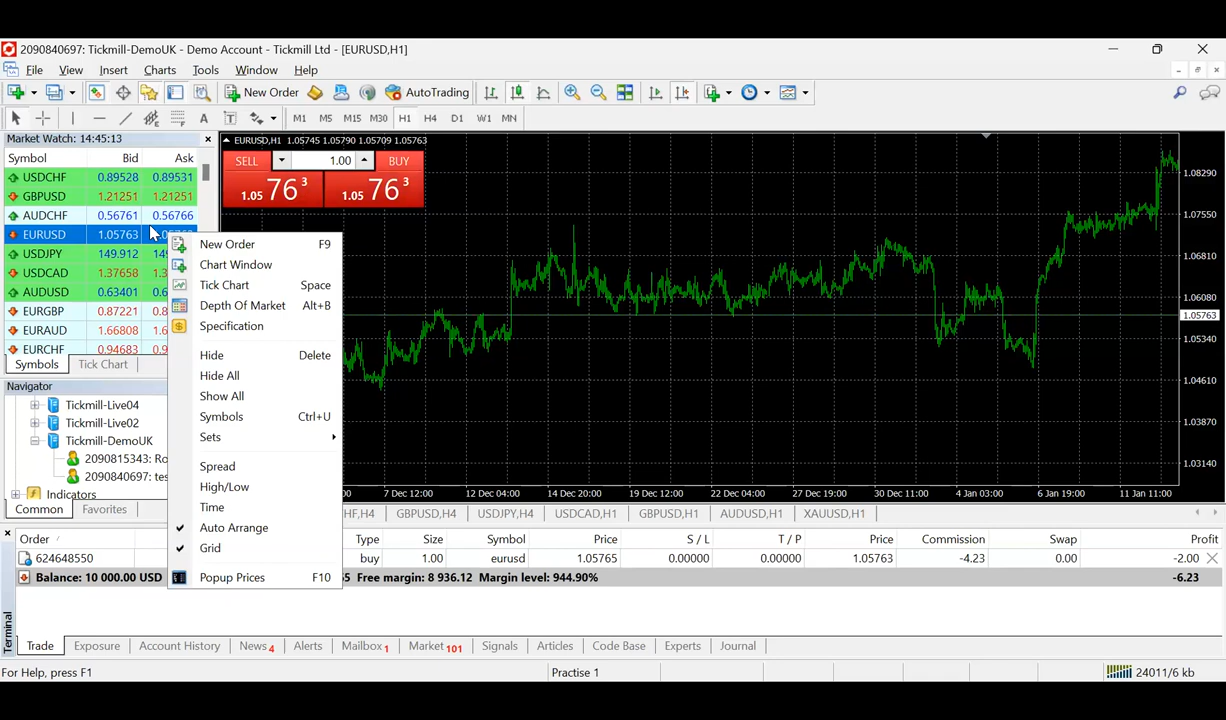 2090840697: Tickmill-DemoUK - Demo Account - Tickmill Ltd - [EURUSD,H1]
File View Insert Charts Tools Window Help
New Order AutoTrading
A T M1 M5 M15 M30 H1 H4 D1 W1 MN
Market Watch: 14:45:13
Symbol Bid Ask
USDCHF 0.89528 0.89531
GBPUSD 1.21251 1.21251
AUDCHF 0.56761 0.56766
EURUSD 1.05763
USDJPY 149.912
USDCAD 1.37658
AUDUSD 0.63401
EURGBP 0.87221
EURAUD 1.66808
EURCHF 0.94683
Symbols Tick Chart
EURUSD,H1 1.05745 1.05790 1.05709 1.05763
SELL 1.00 BUY
1.05 76 3 1.05 76 3
New Order F9
Chart Window
Tick Chart Space
Depth Of Market Alt+B
Specification
Hide Delete
Hide All
Show All
Symbols Ctrl+U
Sets
Spread
High/Low
Time
Auto Arrange
Grid
Popup Prices F10
1.08290
1.07550
1.06810
1.06080
1.05763
1.05340
1.04610
1.03870
1.03140
7 Dec 12:00 12 Dec 04:00 14 Dec 20:00 19 Dec 12:00 22 Dec 04:00 27 Dec 19:00 30 Dec 11:00 4 Jan 03:00 6 Jan 19:00 11 Jan 11:00
Navigator
Tickmill-Live04
Tickmill-Live02
Tickmill-DemoUK
2090815343: Ro
2090840697: tes
Indicators
Common Favorites
HF,H4 GBPUSD,H4 USDJPY,H4 USDCAD,H1 GBPUSD,H1 AUDUSD,H1 XAUUSD,H1
Order / Type Size Symbol Price S / L T / P Price Commission Swap Profit
624648550 buy 1.00 eurusd 1.05765 0.00000 0.00000 1.05763 -4.23 0.00 -2.00
Balance: 10 000.00 USD Free margin: 8 936.12 Margin level: 944.90% -6.23
Terminal
Trade Exposure Account History News 4 Alerts Mailbox 1 Market 101 Signals Articles Code Base Experts Journal
For Help, press F1 Practise 1 24011/6 kb